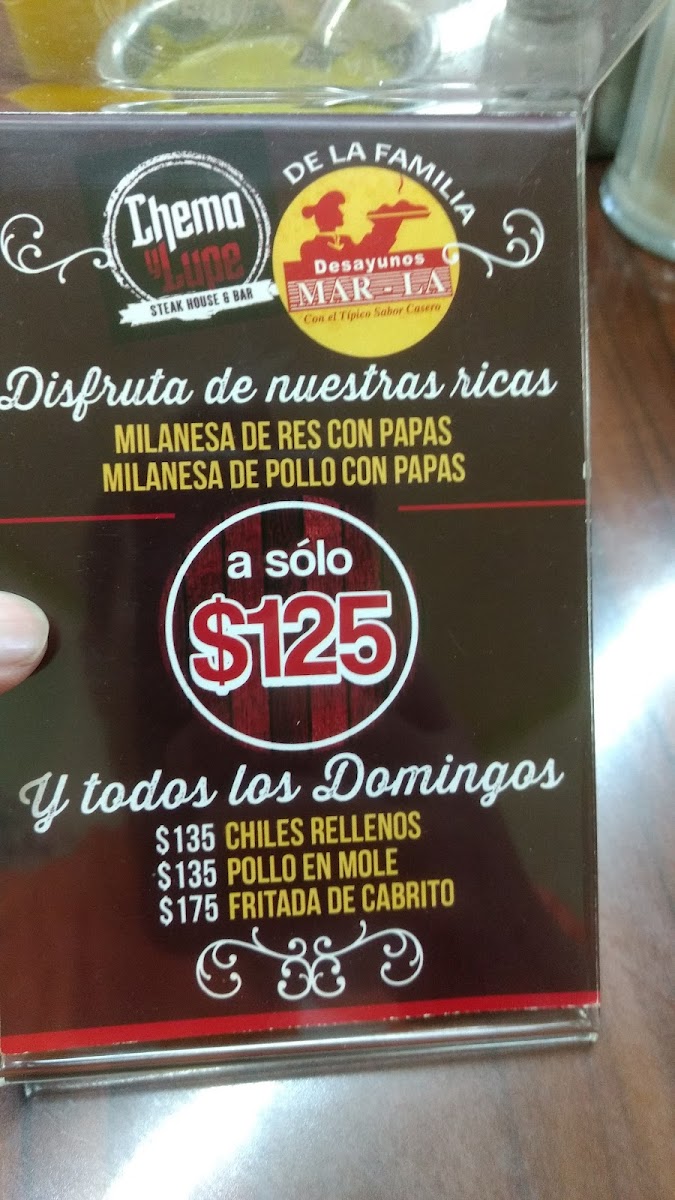 Chema
y Lupe
STEAK HOUSE & BAR
DE LA FAMILIA
Desayunos
MAR-LA
Con el Típico Sabor Casero
Disfruta de nuestras ricas
MILANESA DE RES CON PAPAS
MILANESA DE POLLO CON PAPAS
a sólo
$125
Y todos los Domingos
$135 CHILES RELLENOS
$135 POLLO EN MOLE
$175 FRITADA DE CABRITO